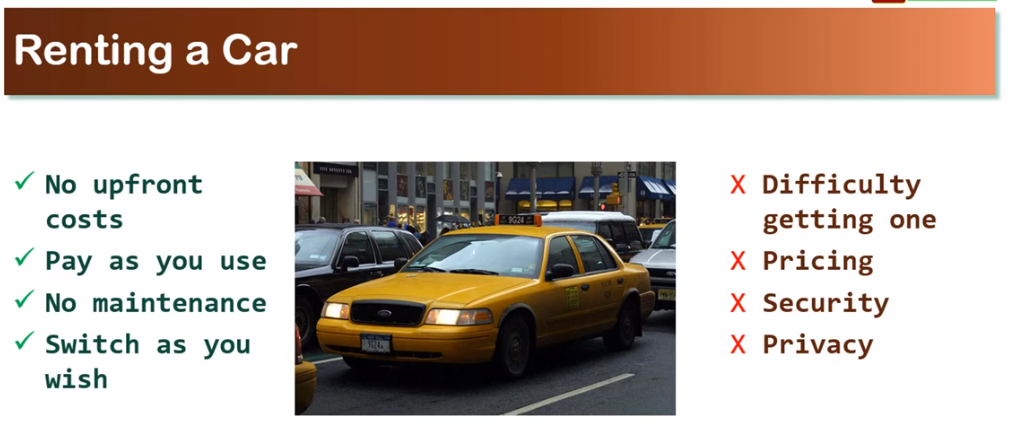 Renting a Car
✓ No upfront
costs
✓ Pay as you use
✓ No maintenance
✓ Switch as you
wish
9G24
X Difficulty
getting one
X Pricing
X Security
X Privacy